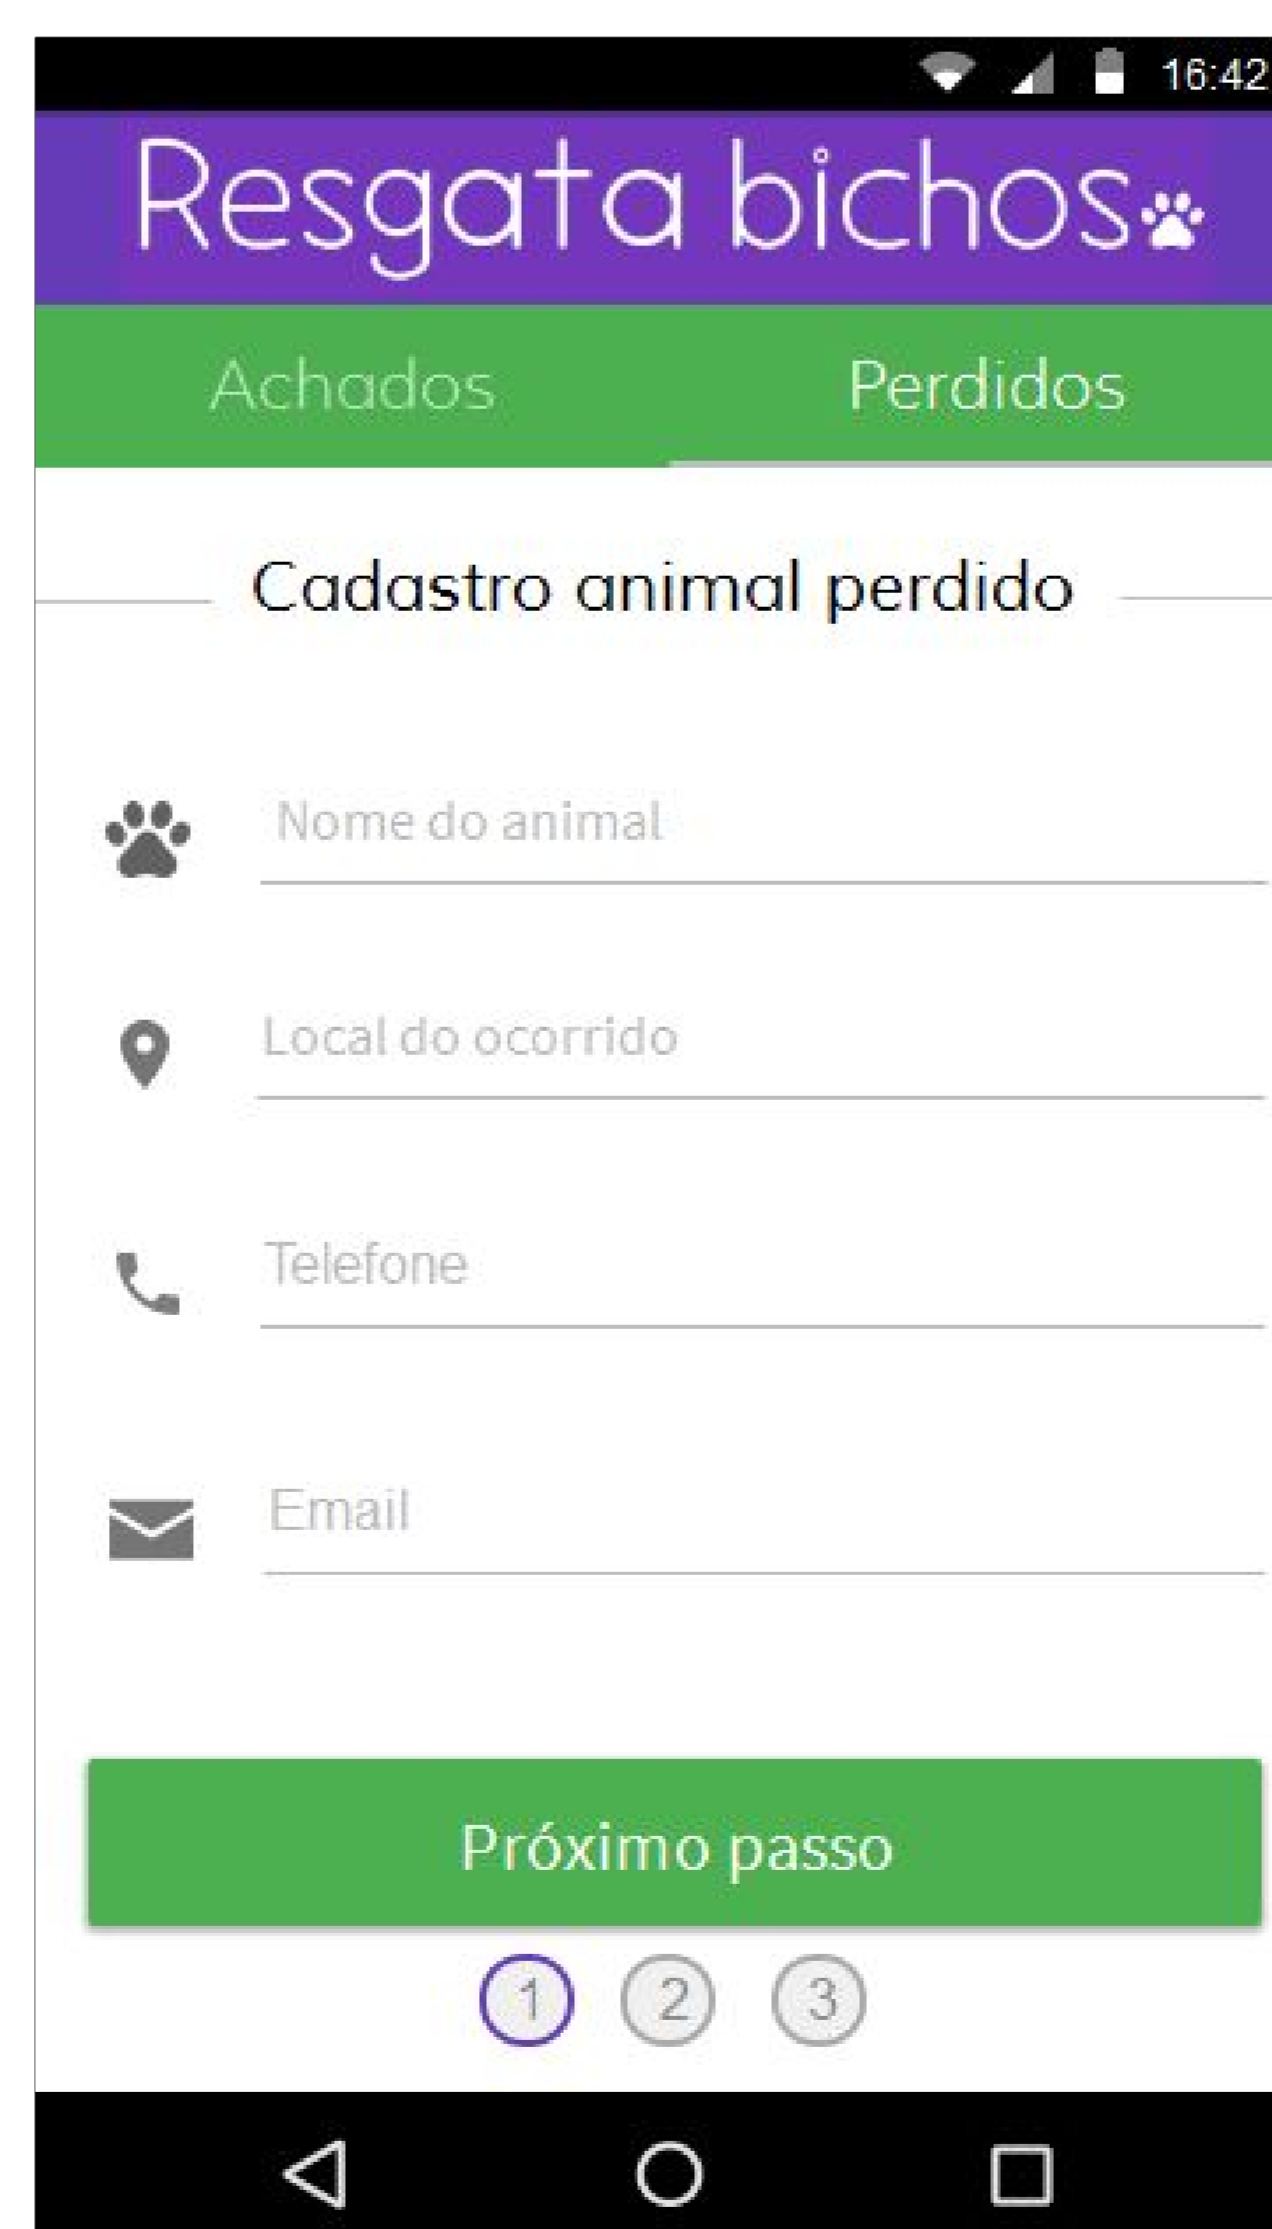 16:42
Resgata bichos
Achados Perdidos
Cadastro animal perdido
Nome do animal
Local do ocorrido
Telefone
Email
Próximo passo
1 2 3